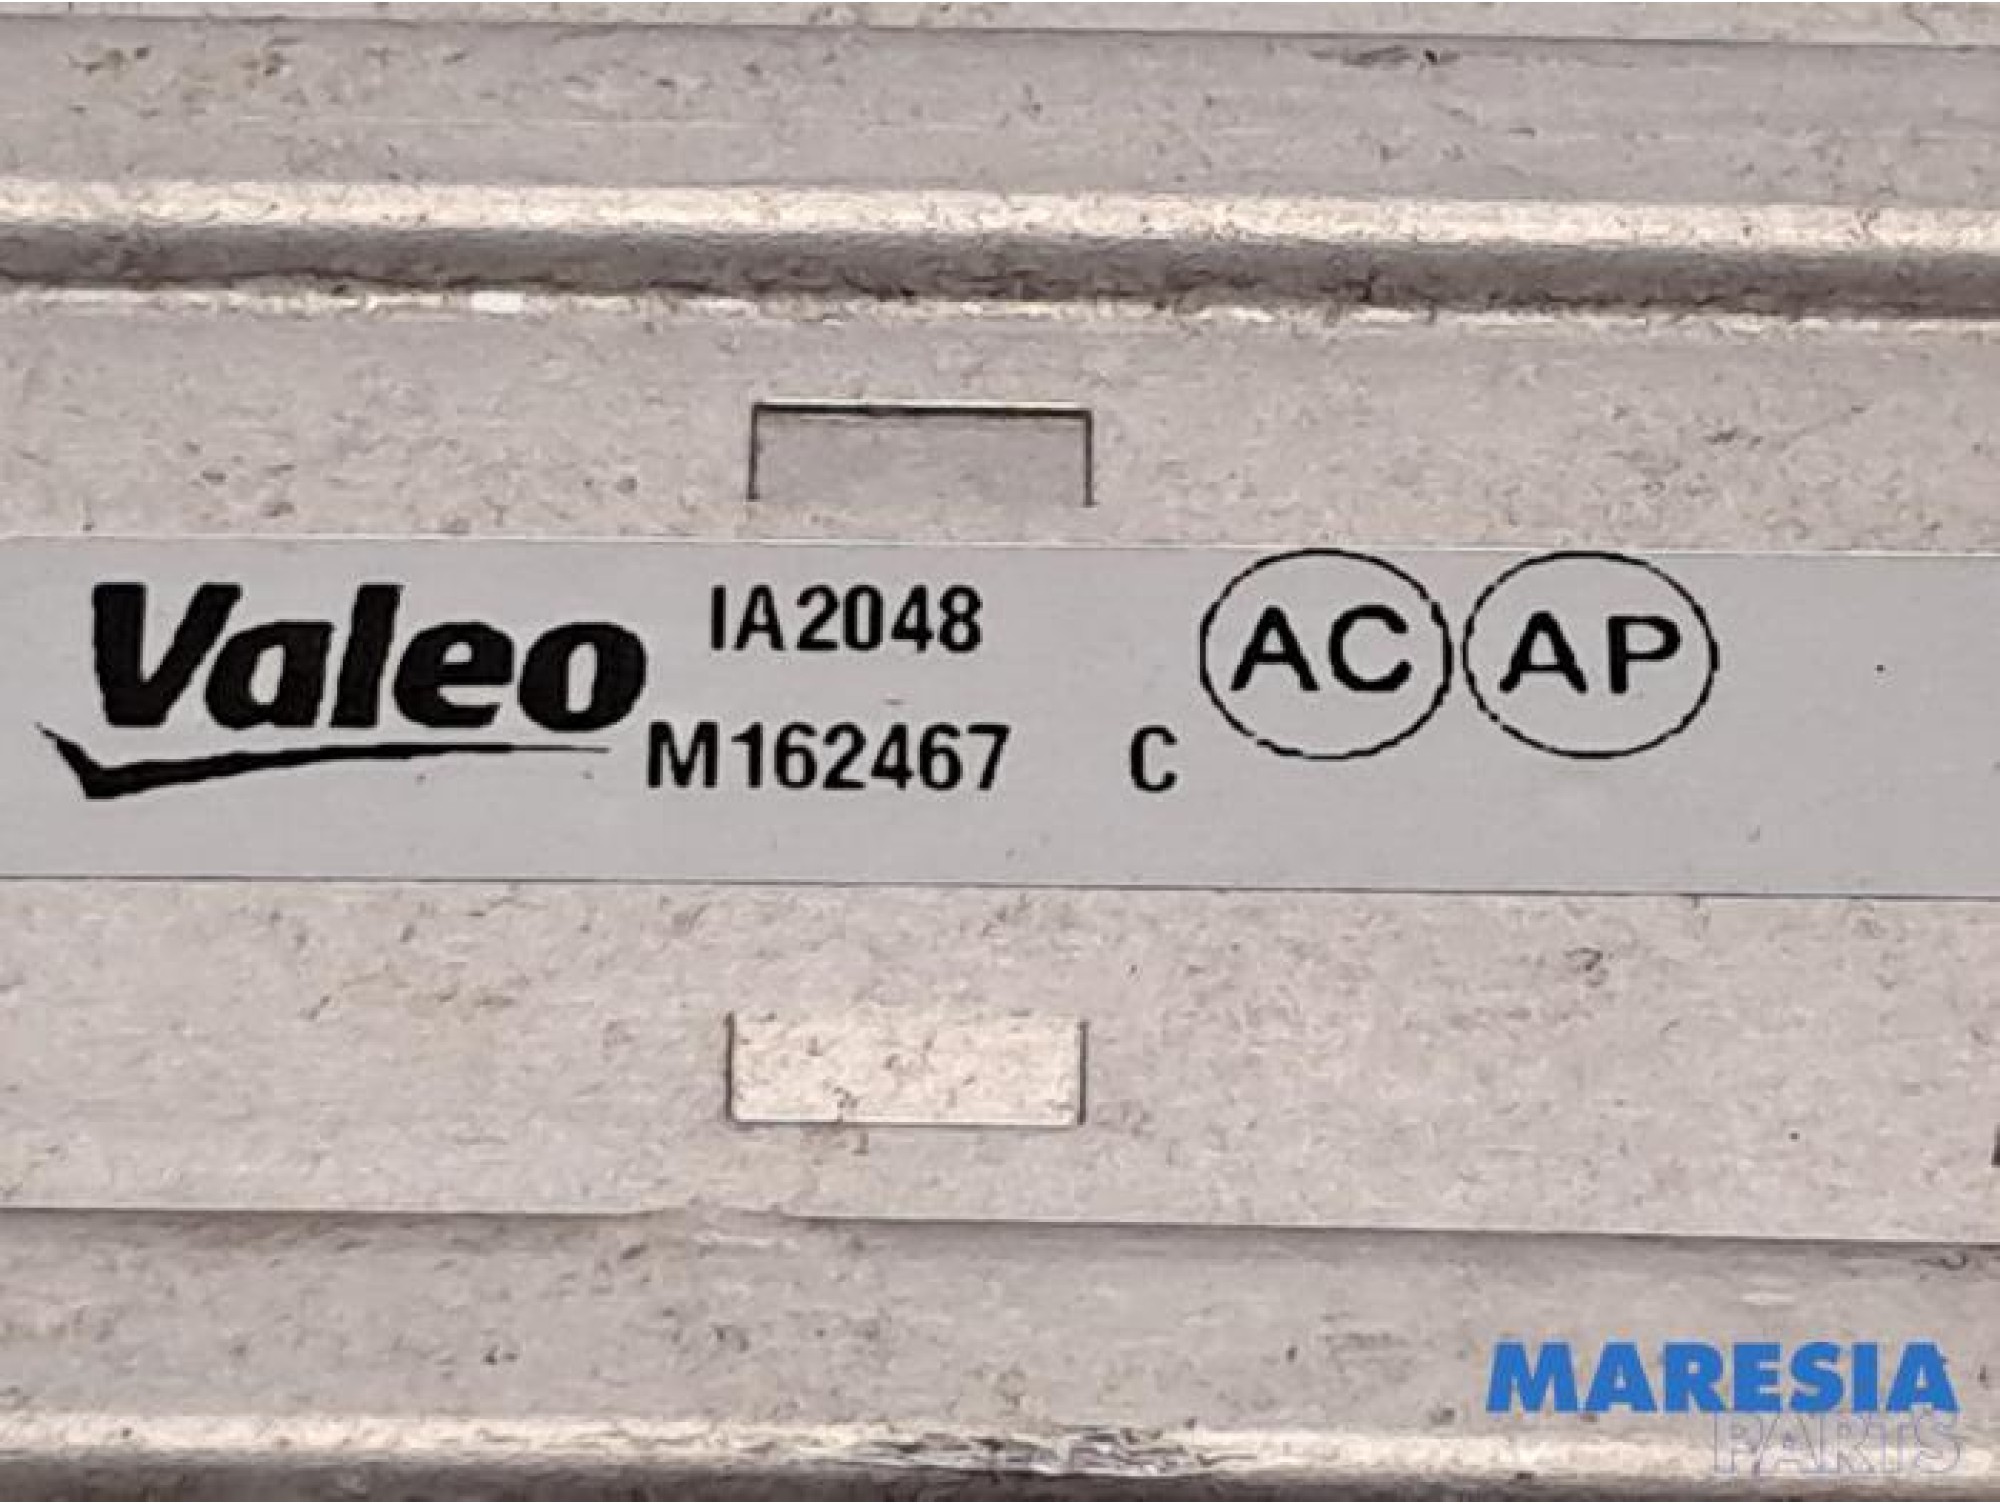 Valeo IA2048 AC AP
M162467 C
MARESIA
PARTS